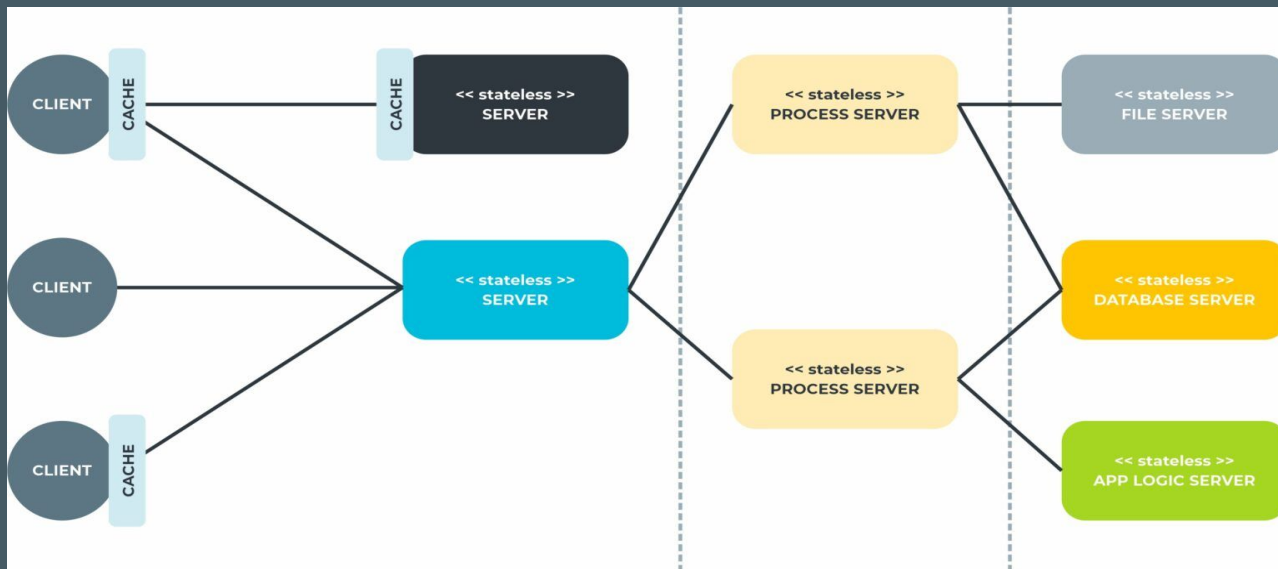 CLIENT
CACHE
CACHE
<< stateless >>
SERVER
<< stateless >>
PROCESS SERVER
<< stateless >>
FILE SERVER
CLIENT
<< stateless >>
SERVER
<< stateless >>
DATABASE SERVER
<< stateless >>
PROCESS SERVER
CLIENT
CACHE
<< stateless >>
APP LOGIC SERVER